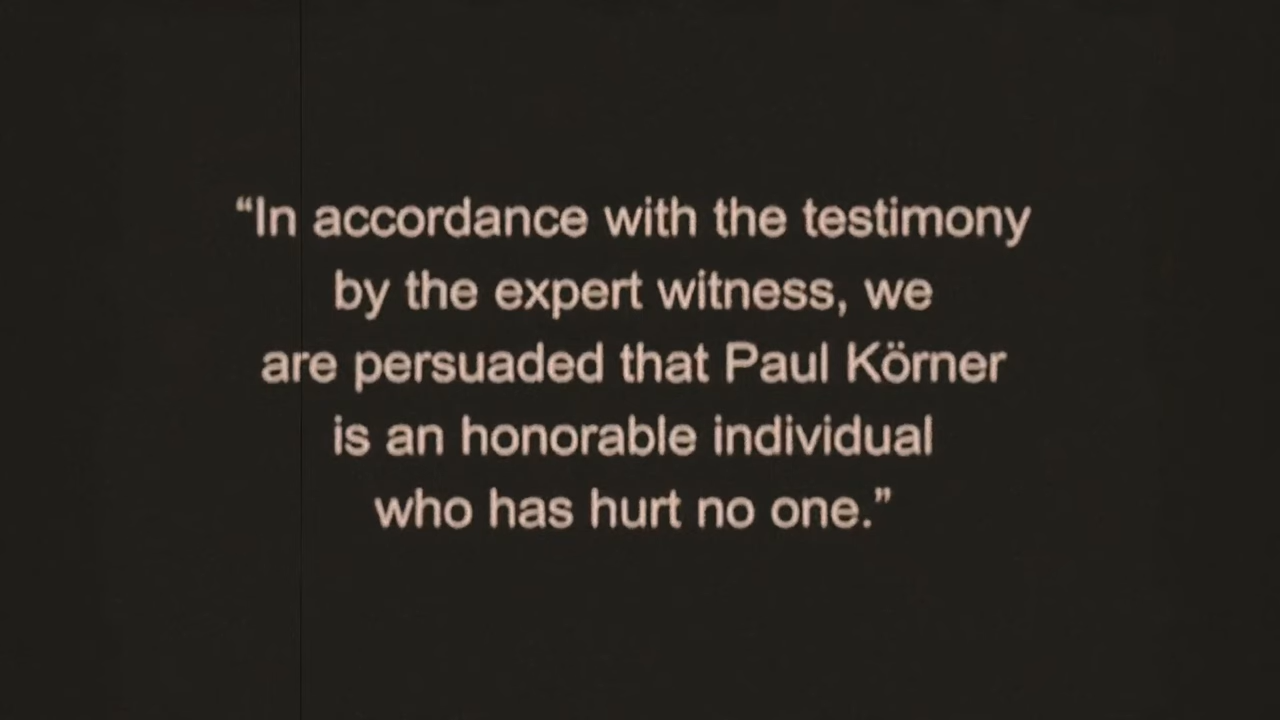 “In accordance with the testimony
by the expert witness, we
are persuaded that Paul Körner
is an honorable individual
who has hurt no one.”